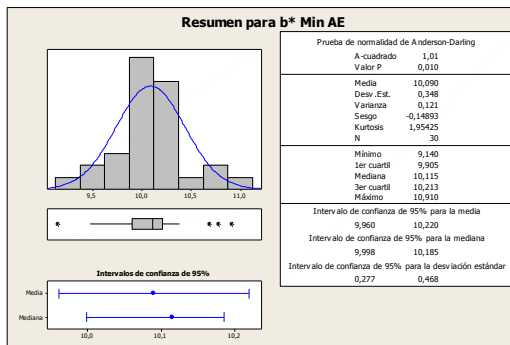 Resumen para b* Min AE
Prueba de normalidad de Anderson-Darling
A-cuadrado 1,01
Valor P 0,010
Media 10,090
Desv.Est. 0,348
Varianza 0,121
Sesgo -0,14893
Kurtosis 1,95425
N 30
Mínimo 9,140
1er cuartil 9,905
Mediana 10,115
3er cuartil 10,213
Máximo 10,910
Intervalo de confianza de 95% para la media
9,960 10,220
Intervalo de confianza de 95% para la mediana
9,998 10,185
Intervalo de confianza de 95% para la desviación estándar
0,277 0,468
9,5 10,0 10,5 11,0
Intervalos de confianza de 95%
Media
Mediana
10,0 10,1 10,2